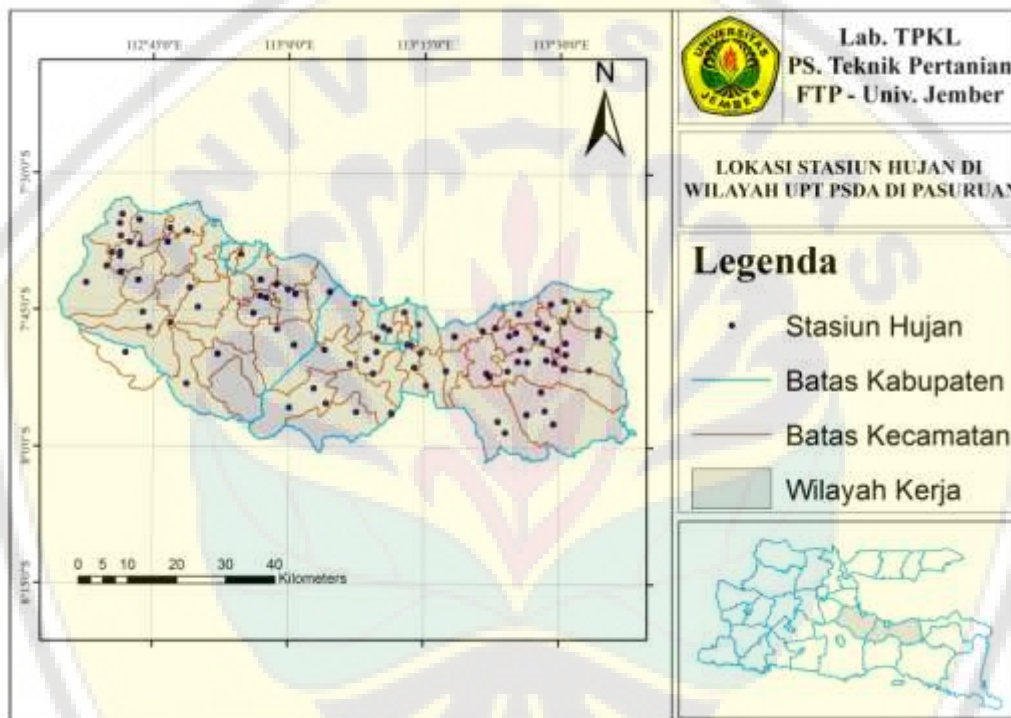 112°45'0"E 113°0'0"E 113°15'0"E 113°30'0"E
N
7°30'0"S
7°45'0"S
8°0'0"S
8°15'0"S
0 5 10 20 30 40
Kilometers
UNIVERSITAS
JEMBER
Lab. TPKL
PS. Teknik Pertanian
FTP - Univ. Jember
LOKASI STASIUN HUJAN DI
WILAYAH UPT PSDA DI PASURUAN
Legenda
Stasiun Hujan
Batas Kabupaten
Batas Kecamatan
Wilayah Kerja
UNIVERSITAS